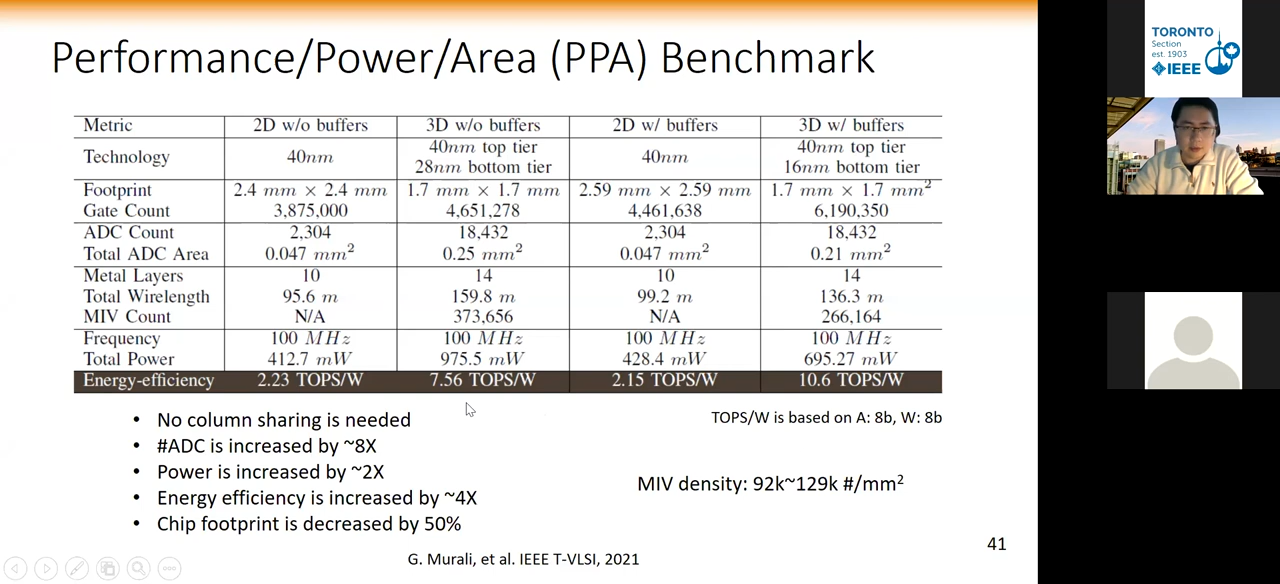 Performance/Power/Area (PPA) Benchmark
Metric 2D w/o buffers 3D w/o buffers 2D w/ buffers 3D w/ buffers
Technology 40nm 40nm top tier 28nm bottom tier 40nm 40nm top tier 16nm bottom tier
Footprint 2.4 mm × 2.4 mm 1.7 mm × 1.7 mm 2.59 mm × 2.59 mm 1.7 mm × 1.7 mm²
Gate Count 3,875,000 4,651,278 4,461,638 6,190,350
ADC Count 2,304 18,432 2,304 18,432
Total ADC Area 0.047 mm² 0.25 mm² 0.047 mm² 0.21 mm²
Metal Layers 10 14 10 14
Total Wirelength 95.6 m 159.8 m 99.2 m 136.3 m
MIV Count N/A 373,656 N/A 266,164
Frequency 100 MHz 100 MHz 100 MHz 100 MHz
Total Power 412.7 mW 975.5 mW 428.4 mW 695.27 mW
Energy-efficiency 2.23 TOPS/W 7.56 TOPS/W 2.15 TOPS/W 10.6 TOPS/W
• No column sharing is needed
• #ADC is increased by ~8X
• Power is increased by ~2X
• Energy efficiency is increased by ~4X
• Chip footprint is decreased by 50%
TOPS/W is based on A: 8b, W: 8b
MIV density: 92k~129k #/mm²
G. Murali, et al. IEEE T-VLSI, 2021
41
TORONTO
Section
est. 1903
IEEE